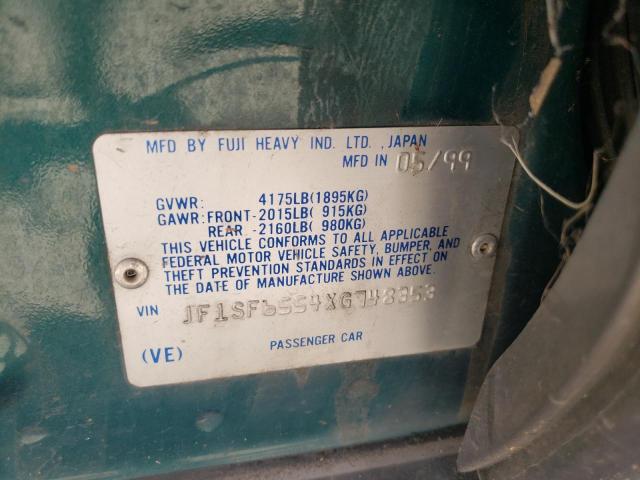 MFD BY FUJI HEAVY IND. LTD., JAPAN
MFD IN 05/99
GVWR: 4175LB(1895KG)
GAWR:FRONT-2015LB( 915KG)
REAR -2160LB( 980KG)
THIS VEHICLE CONFORMS TO ALL APPLICABLE
FEDERAL MOTOR VEHICLE SAFETY, BUMPER, AND
THEFT PREVENTION STANDARDS IN EFFECT ON
THE DATE OF MANUFACTURE SHOWN ABOVE.
VIN JF1SF6554XG748353
(VE) PASSENGER CAR